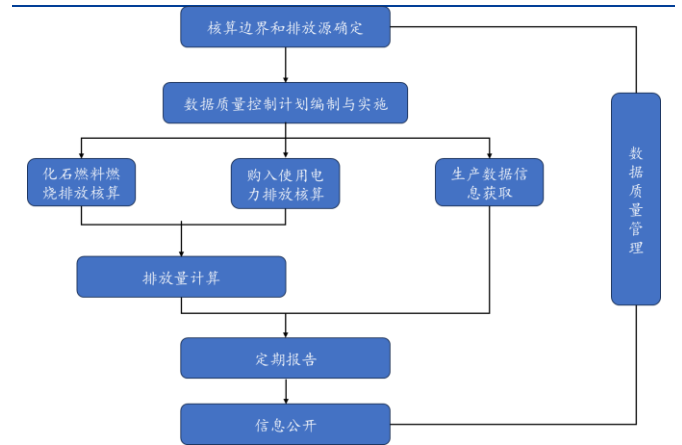 核算边界和排放源确定
数据质量控制计划编制与实施
化石燃料燃
烧排放核算
购入使用电
力排放核算
生产数据信
息获取
数据质量管理
排放量计算
定期报告
信息公开